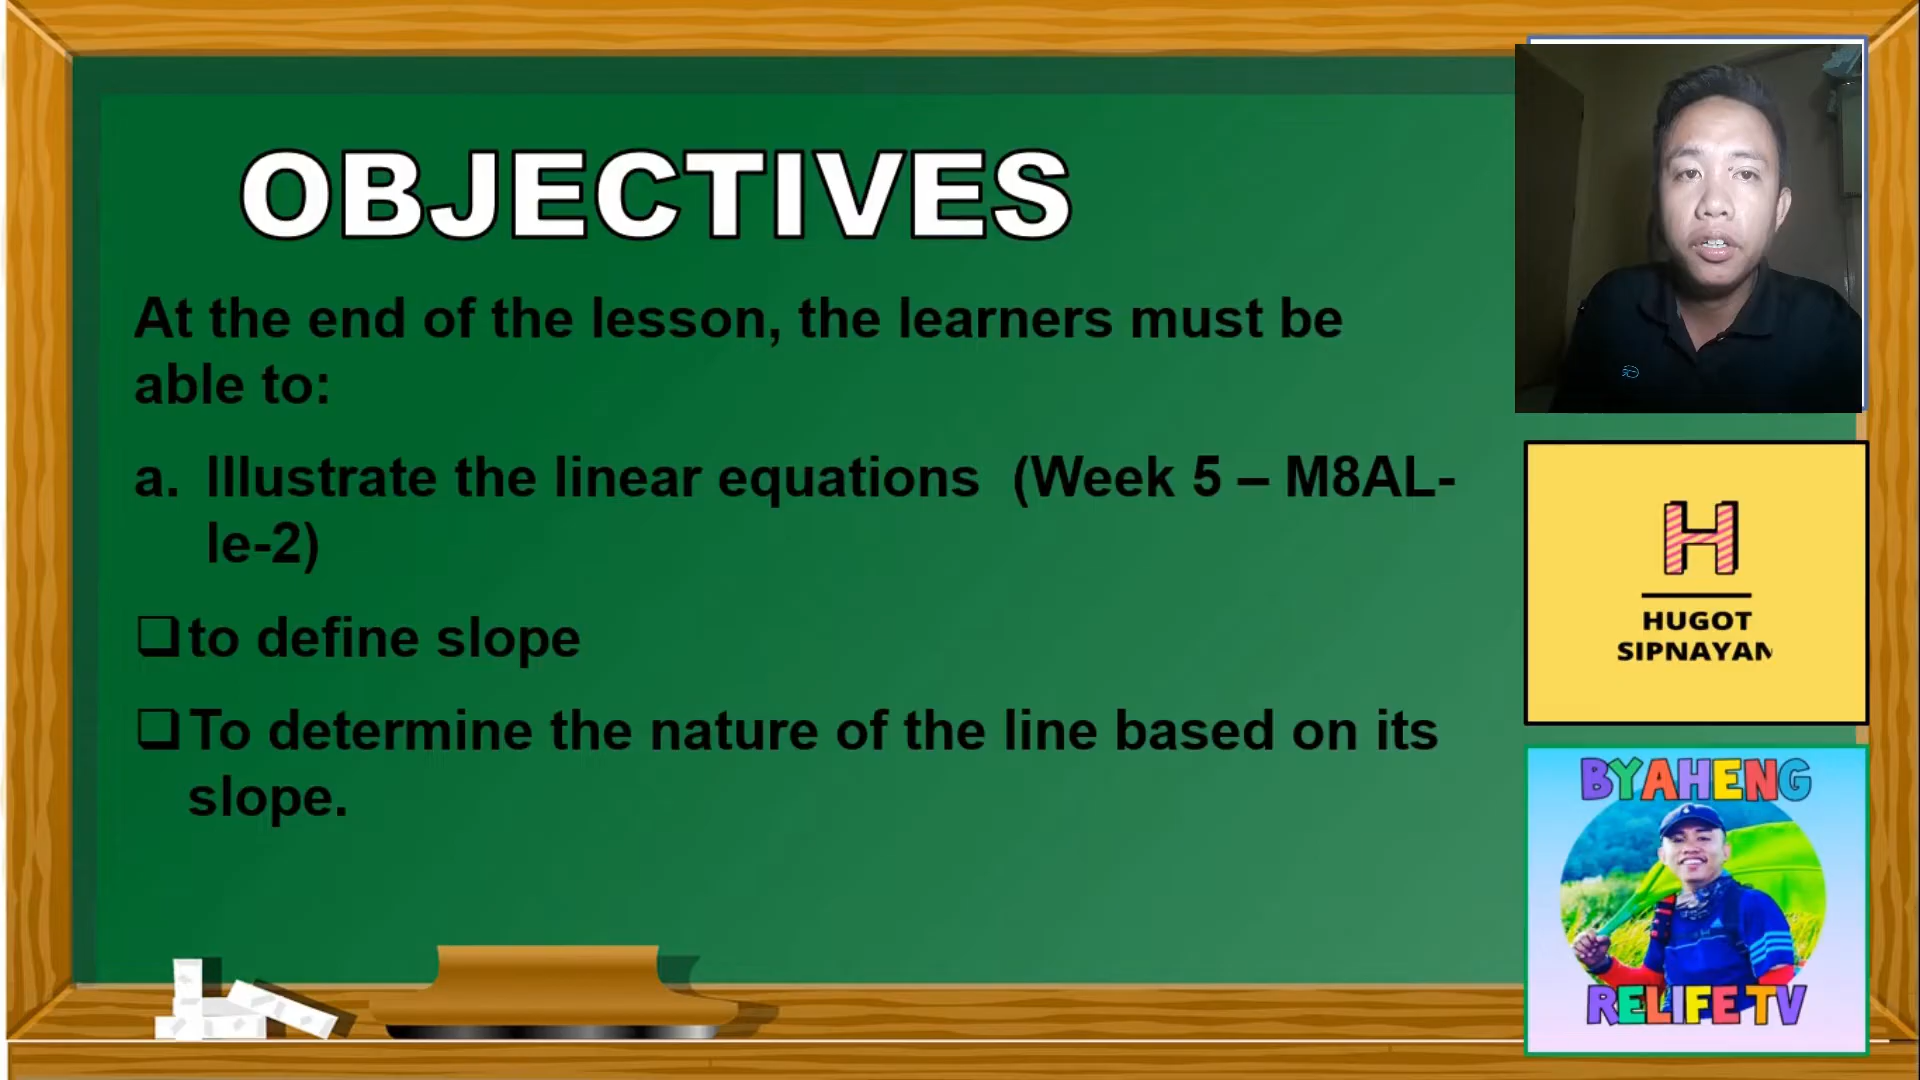 OBJECTIVES
At the end of the lesson, the learners must be
able to:
a. Illustrate the linear equations (Week 5 – M8AL-
Ie-2)
❑to define slope
❑To determine the nature of the line based on its
slope.
H
HUGOT
SIPNAYAN
BYAHENG
RELIFE TV